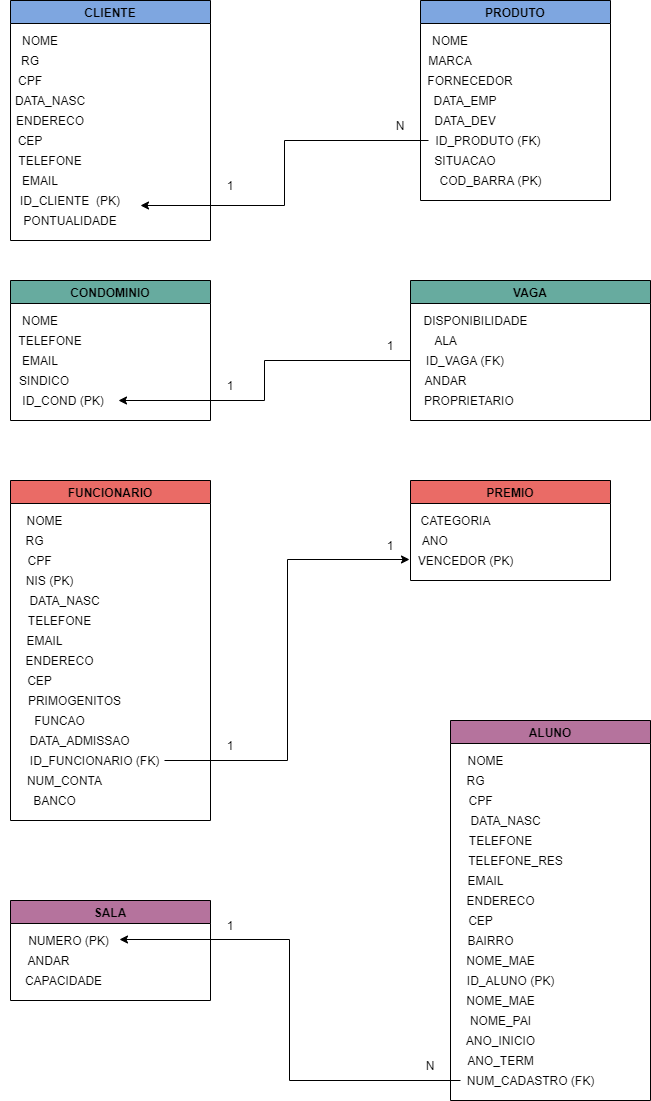 CLIENTE
NOME
RG
CPF
DATA_NASC
ENDERECO
CEP
TELEFONE
EMAIL
ID_CLIENTE (PK)
PONTUALIDADE
1
N
PRODUTO
NOME
MARCA
FORNECEDOR
DATA_EMP
DATA_DEV
ID_PRODUTO (FK)
SITUACAO
COD_BARRA (PK)
CONDOMINIO
NOME
TELEFONE
EMAIL
SINDICO
ID_COND (PK)
1
1
VAGA
DISPONIBILIDADE
ALA
ID_VAGA (FK)
ANDAR
PROPRIETARIO
FUNCIONARIO
NOME
RG
CPF
NIS (PK)
DATA_NASC
TELEFONE
EMAIL
ENDERECO
CEP
PRIMOGENITOS
FUNCAO
DATA_ADMISSAO
ID_FUNCIONARIO (FK)
NUM_CONTA
BANCO
1
1
PREMIO
CATEGORIA
ANO
VENCEDOR (PK)
SALA
NUMERO (PK)
ANDAR
CAPACIDADE
1
N
ALUNO
NOME
RG
CPF
DATA_NASC
TELEFONE
TELEFONE_RES
EMAIL
ENDERECO
CEP
BAIRRO
NOME_MAE
ID_ALUNO (PK)
NOME_MAE
NOME_PAI
ANO_INICIO
ANO_TERM
NUM_CADASTRO (FK)